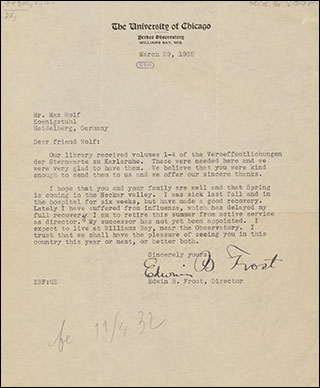 The University of Chicago
Yerkes Observatory
WILLIAMS BAY, WIS
March 29, 1932
USA
Mr. Max Wolf
Koenigstuhl
Heidelberg, Germany
Dear friend Wolf:
Our library received volumes 1-4 of the Veroeffentlichungen
der Sternwarte zu Karlsruhe. These were needed here and we
were very glad to have them. We believe that you were kind
enough to send them to us and we offer our sincere thanks.
I hope that you and your family are well and that Spring
is coming in the Neckar valley. I was sick last fall and in
the hospital for six weeks, but have made a good recovery.
Lately I have suffered from influenza, which has delayed my
full recovery. I am to retire this summer from active service
as director. My successor has not yet been appointed. I
expect to live at Williams Bay, near the Observatory. I
trust that we shall have the pleasure of seeing you in this
country this year or next, or better both.
Sincerely yours,
Edwin B Frost
Edwin B. Frost, Director
EBF:
11/4 32